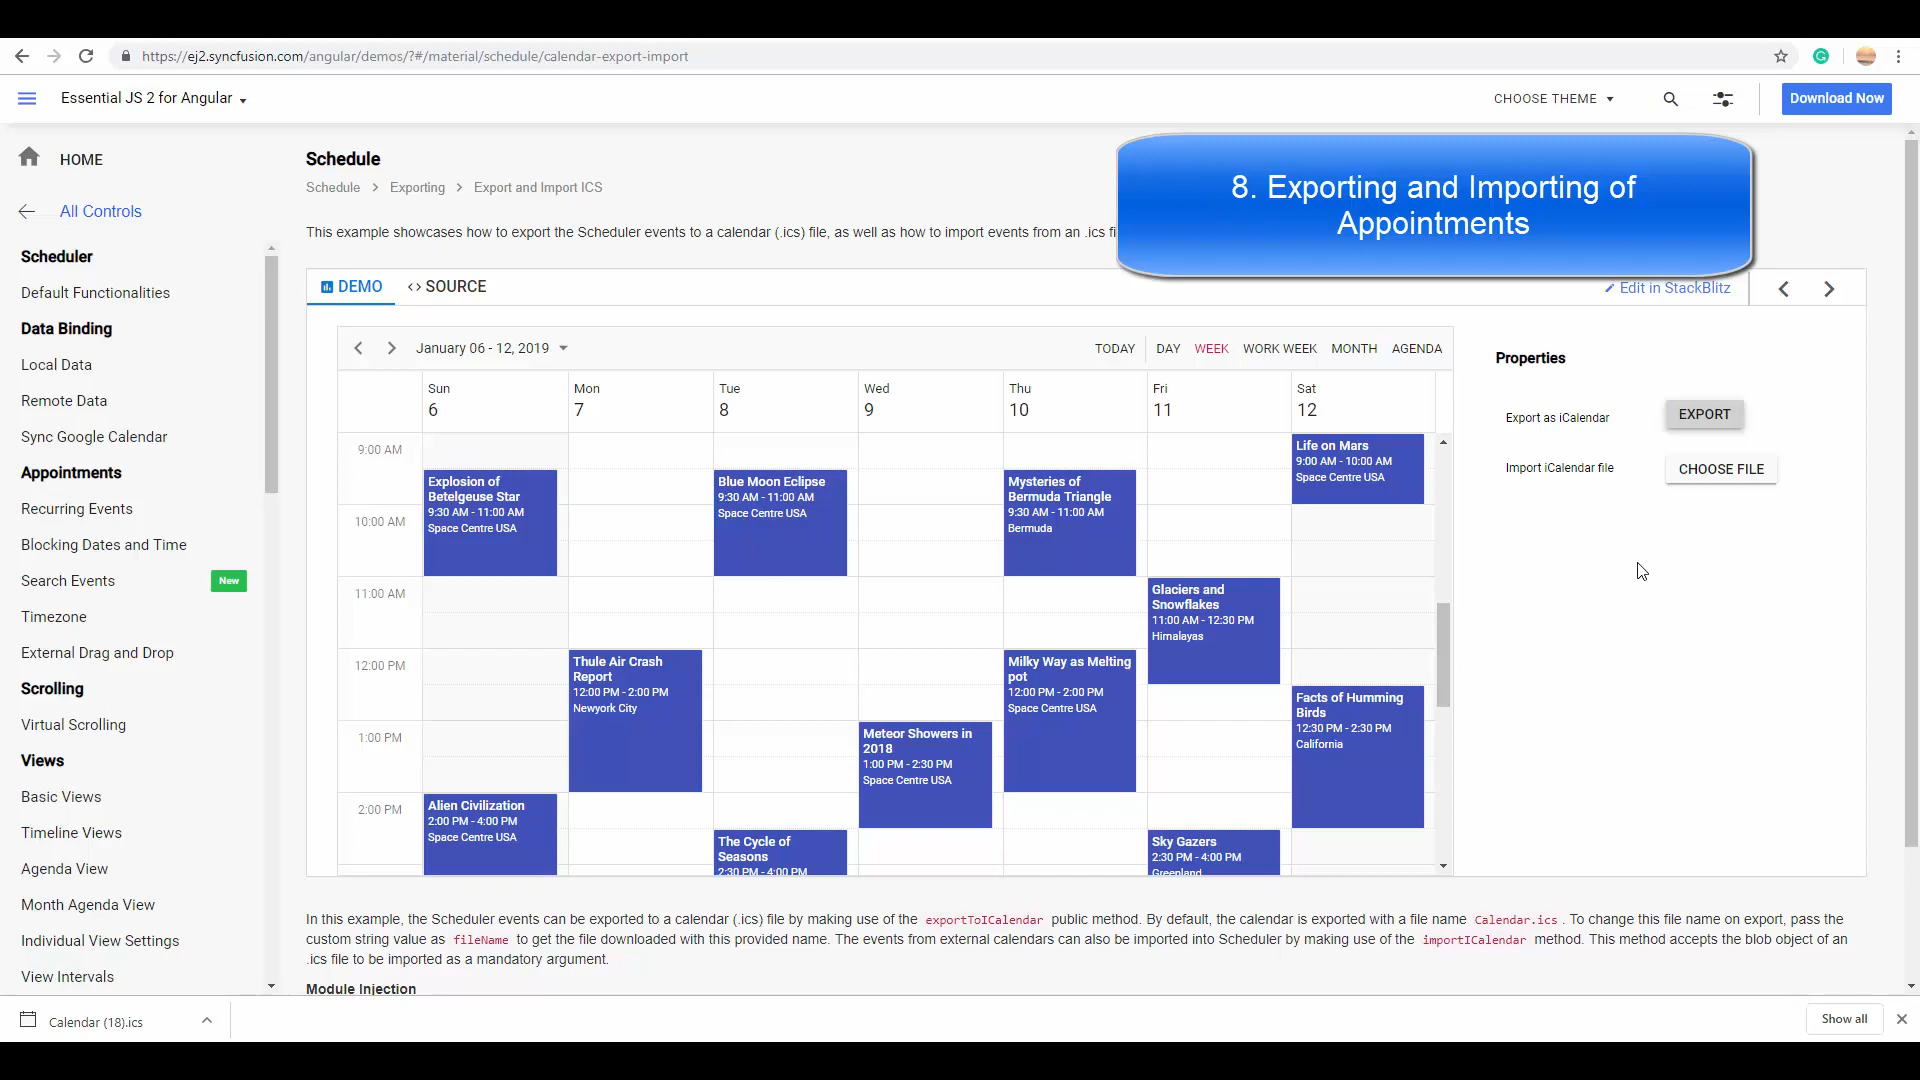 https://ej2.syncfusion.com/angular/demos/?#/material/schedule/calendar-export-import
Essential JS 2 for Angular
CHOOSE THEME
Download Now
HOME
All Controls
Scheduler
Default Functionalities
Data Binding
Local Data
Remote Data
Sync Google Calendar
Appointments
Recurring Events
Blocking Dates and Time
Search Events
New
Timezone
External Drag and Drop
Scrolling
Virtual Scrolling
Views
Basic Views
Timeline Views
Agenda View
Month Agenda View
Individual View Settings
View Intervals
Schedule
Schedule > Exporting > Export and Import ICS
This example showcases how to export the Scheduler events to a calendar (.ics) file, as well as how to import events from an .ics fi
8. Exporting and Importing of
Appointments
DEMO
<> SOURCE
Edit in StackBlitz
January 06 - 12, 2019
TODAY
DAY
WEEK
WORK WEEK
MONTH
AGENDA
Sun
6
Mon
7
Tue
8
Wed
9
Thu
10
Fri
11
Sat
12
9:00 AM
10:00 AM
11:00 AM
12:00 PM
1:00 PM
2:00 PM
Explosion of
Betelgeuse Star
9:30 AM - 11:00 AM
Space Centre USA
Alien Civilization
2:00 PM - 4:00 PM
Space Centre USA
Thule Air Crash
Report
12:00 PM - 2:00 PM
Newyork City
Blue Moon Eclipse
9:30 AM - 11:00 AM
Space Centre USA
The Cycle of
Seasons
2:30 PM - 4:00 PM
Meteor Showers in
2018
1:00 PM - 2:30 PM
Space Centre USA
Mysteries of
Bermuda Triangle
9:30 AM - 11:00 AM
Bermuda
Milky Way as Melting
pot
12:00 PM - 2:00 PM
Space Centre USA
Glaciers and
Snowflakes
11:00 AM - 12:30 PM
Himalayas
Sky Gazers
2:30 PM - 4:00 PM
Greenland
Life on Mars
9:00 AM - 10:00 AM
Space Centre USA
Facts of Humming
Birds
12:30 PM - 2:30 PM
California
Properties
Export as iCalendar
EXPORT
Import iCalendar file
CHOOSE FILE
In this example, the Scheduler events can be exported to a calendar (.ics) file by making use of the exportToICalendar public method. By default, the calendar is exported with a file name Calendar.ics . To change this file name on export, pass the
custom string value as fileName to get the file downloaded with this provided name. The events from external calendars can also be imported into Scheduler by making use of the importICalendar method. This method accepts the blob object of an
.ics file to be imported as a mandatory argument.
Module Injection
Calendar (18).ics
Show all